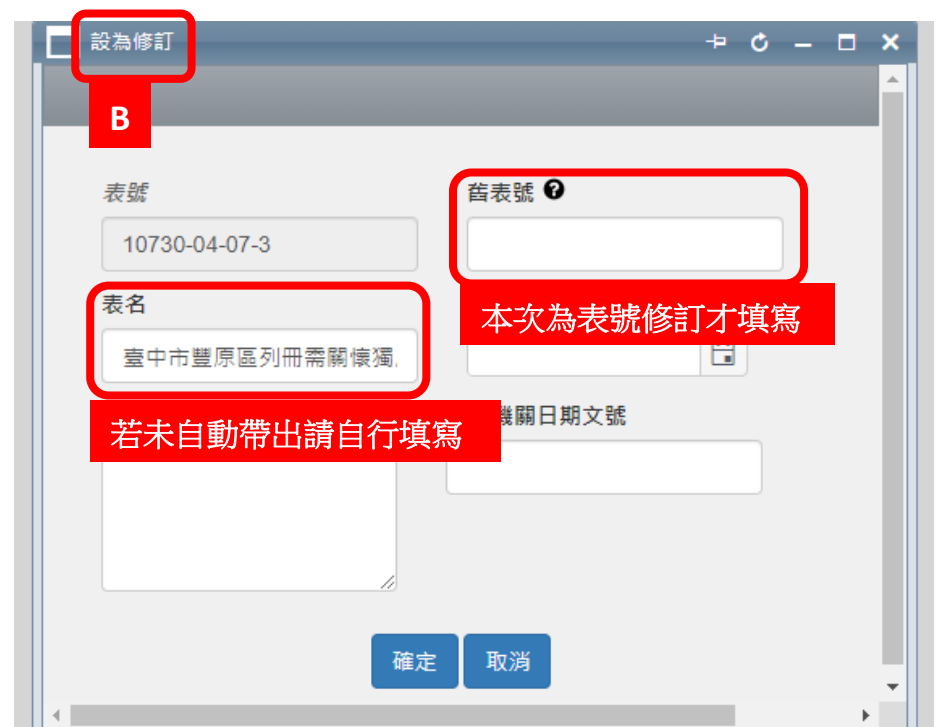 設為修訂
B
表號
舊表號 ?
10730-04-07-3
表名
本次為表號修訂才填寫
臺中市豐原區列冊需關懷獨
若未自動帶出請自行填寫
機關日期文號
確定
取消